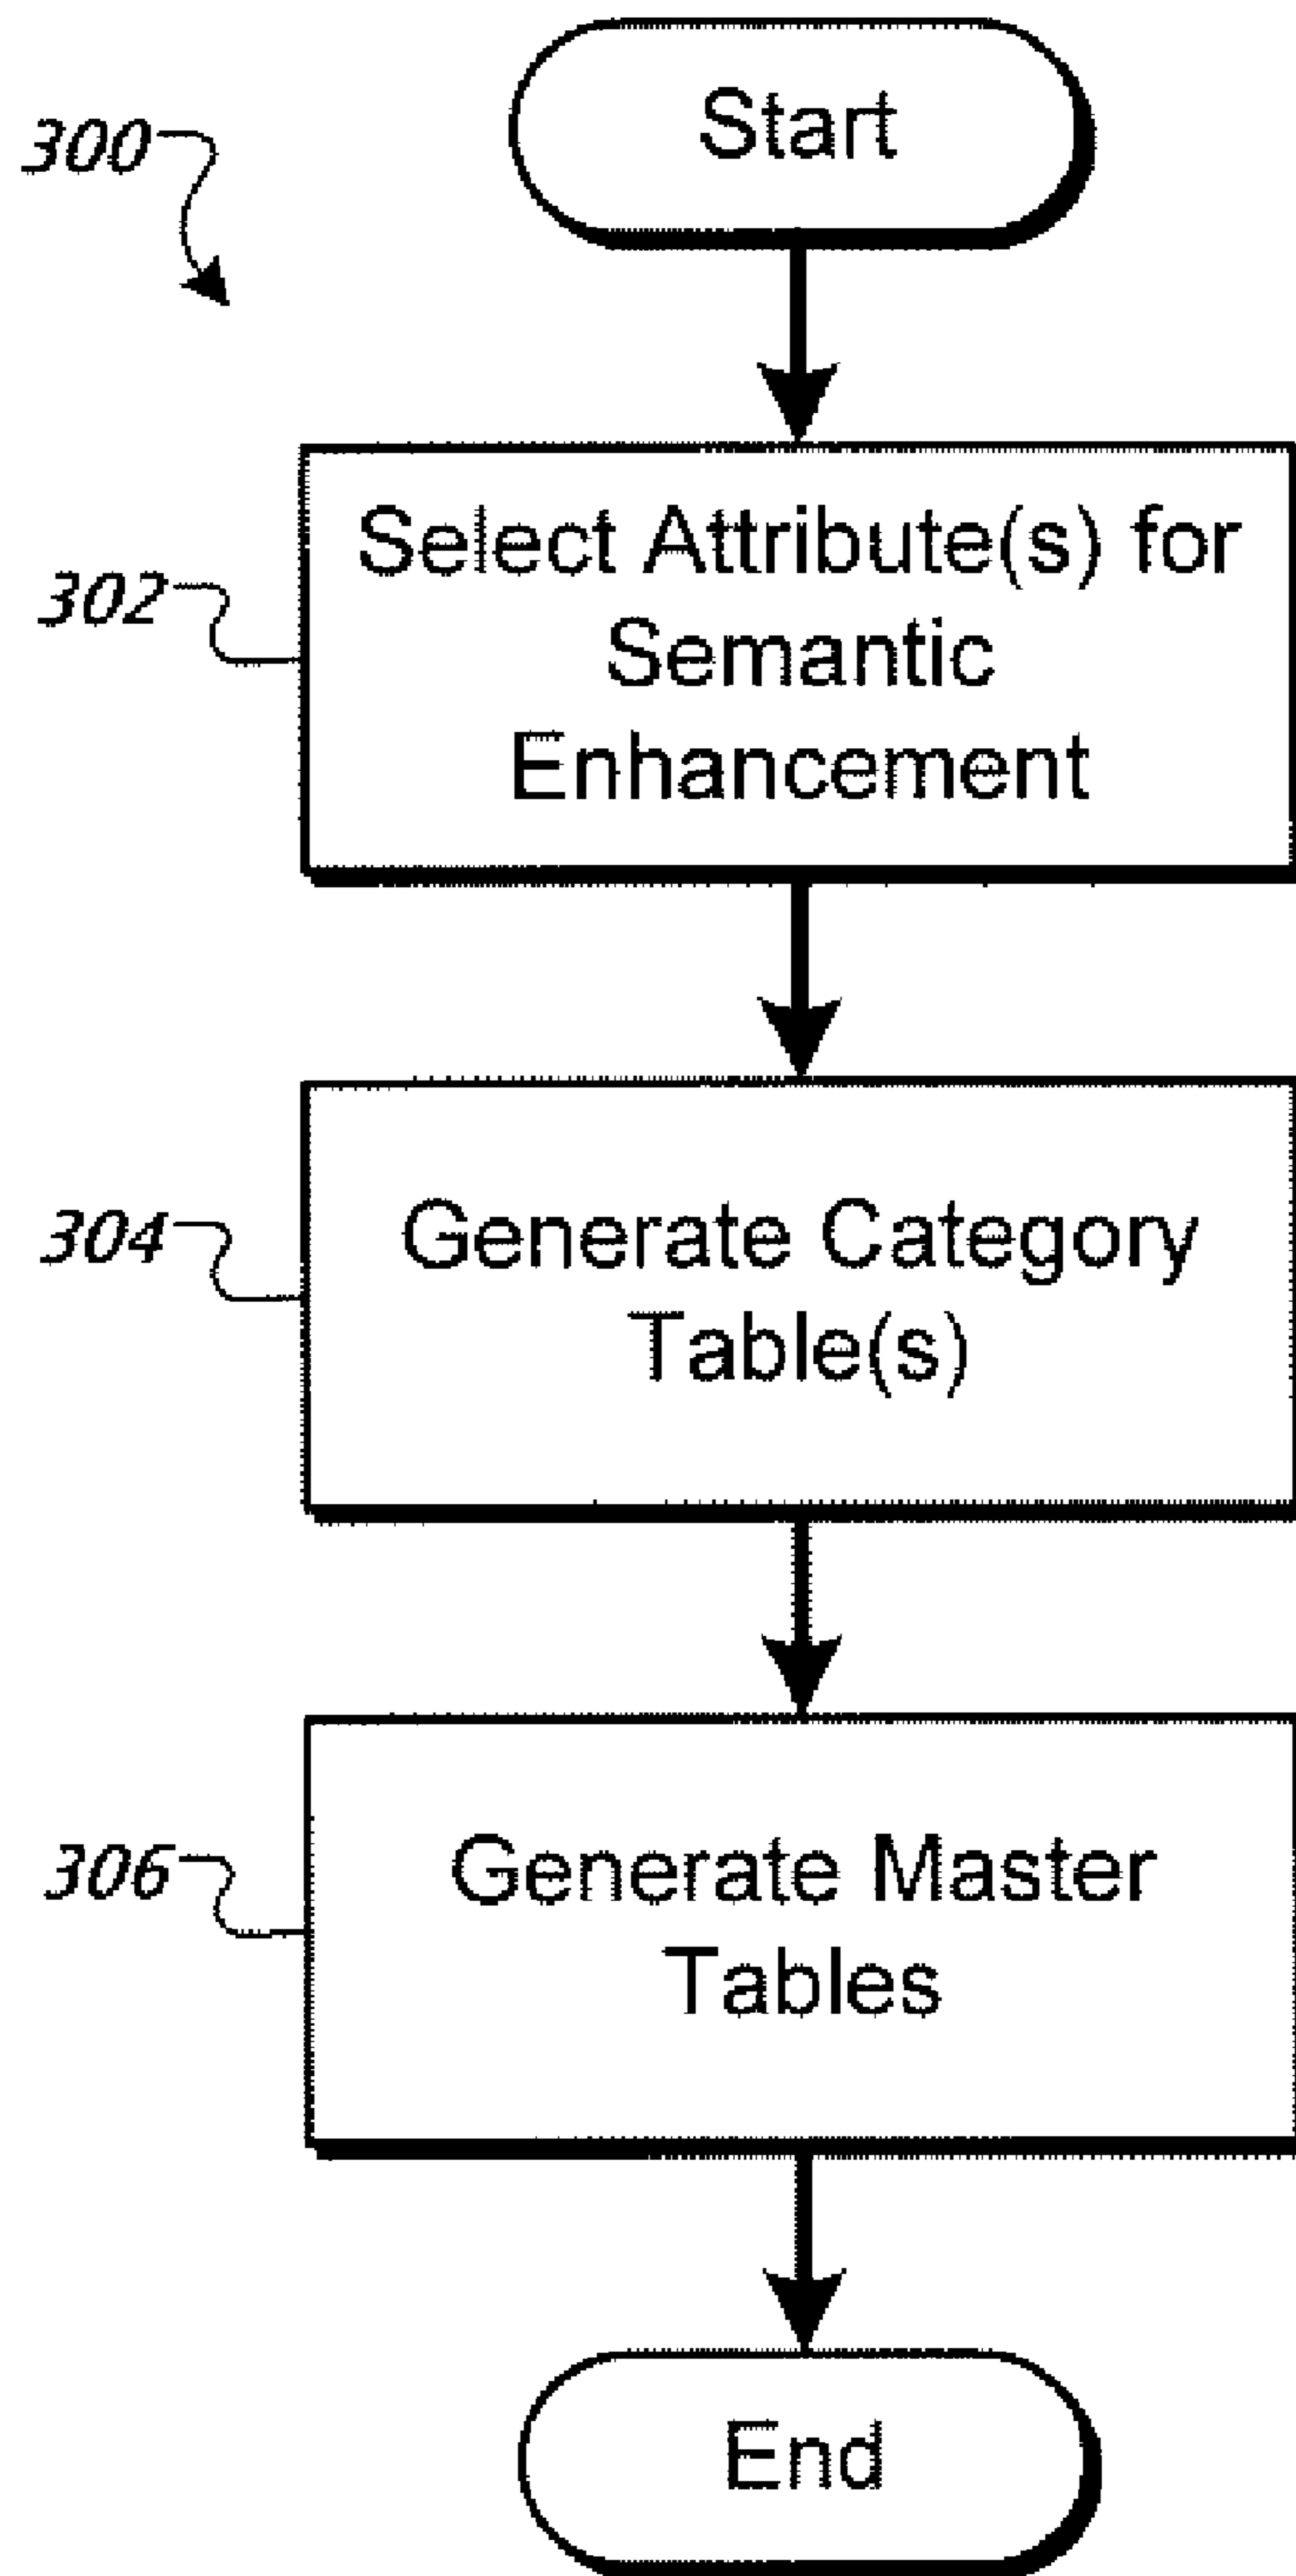 300
Start
302
Select Attribute(s) for
Semantic
Enhancement
304
Generate Category
Table(s)
306
Generate Master
Tables
End